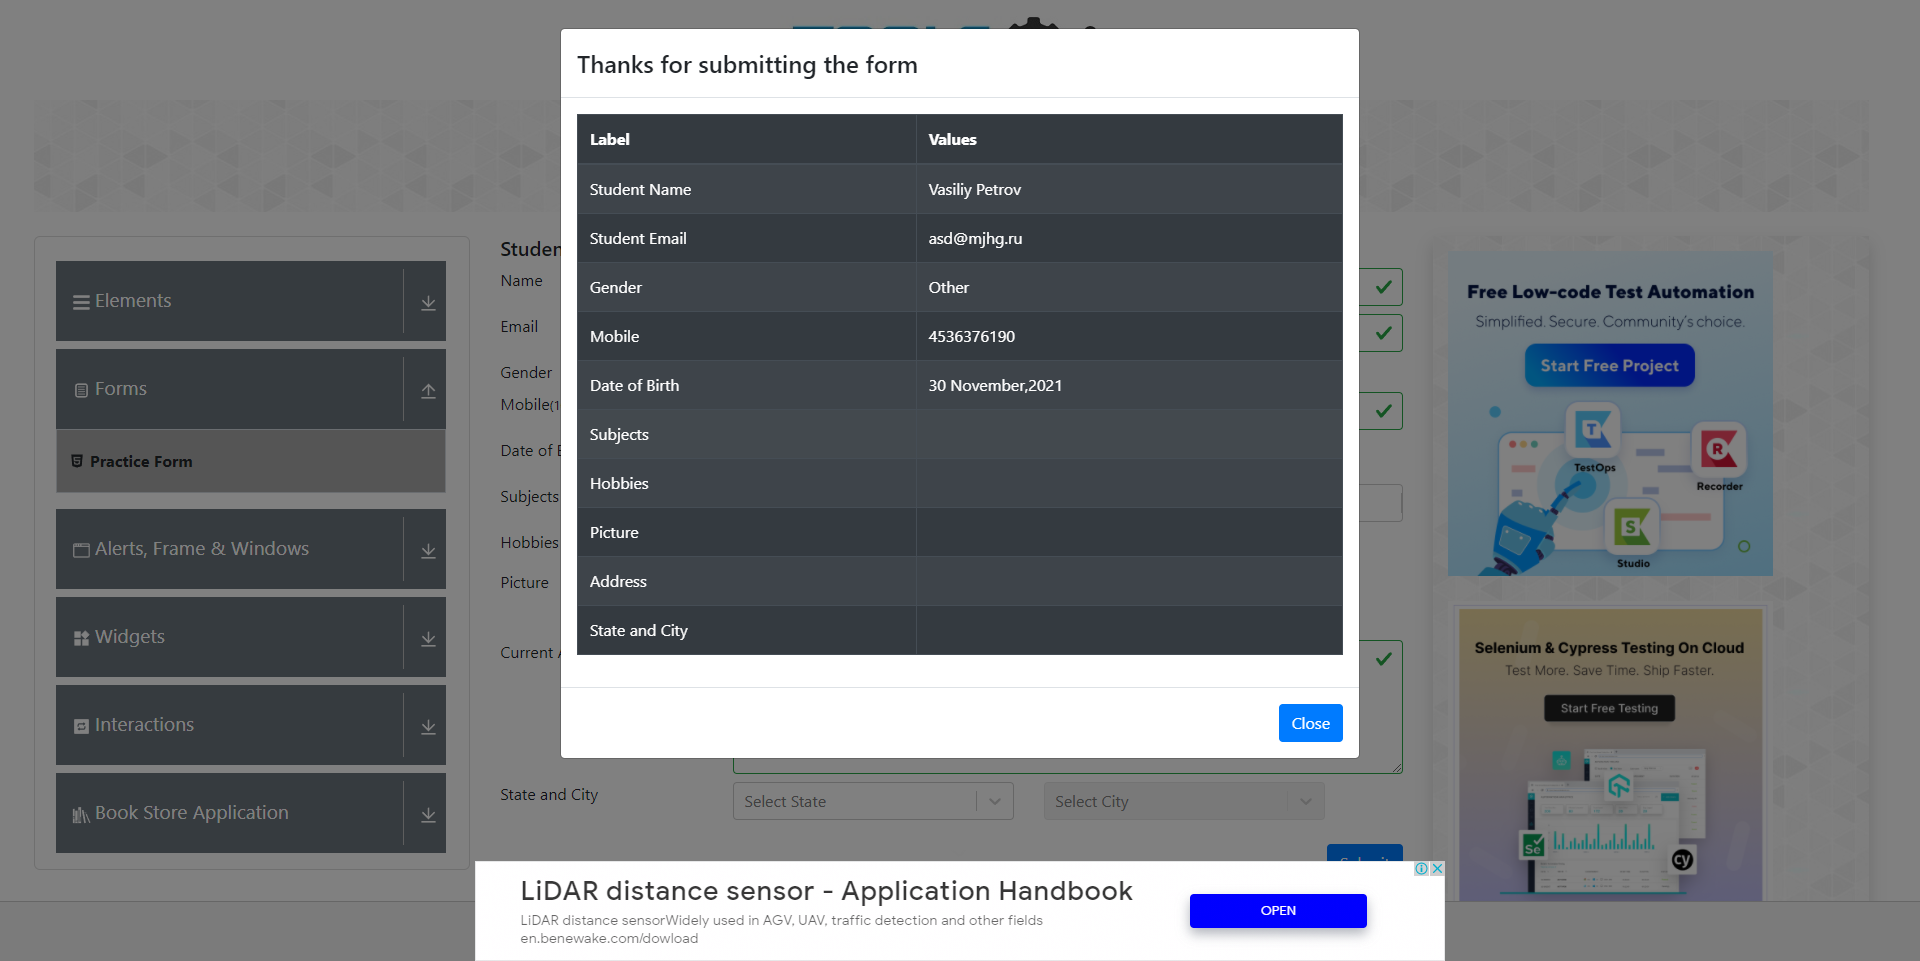 Thanks for submitting the form
Label Values
Student Name Vasiliy Petrov
Student Email asd@mjhg.ru
Gender Other
Mobile 4536376190
Date of Birth 30 November,2021
Subjects
Hobbies
Picture
Address
State and City
Close
Elements
Forms
Practice Form
Alerts, Frame & Windows
Widgets
Interactions
Book Store Application
Studen
Name
Email
Gender
Mobile(1
Date of B
Subjects
Hobbies
Picture
Current A
State and City
Select State
Select City
Submit
Free Low-code Test Automation
Simplified. Secure. Community's choice.
Start Free Project
TestOps
Recorder
Studio
Selenium & Cypress Testing On Cloud
Test More. Save Time. Ship Faster.
Start Free Testing
Se
cy
LiDAR distance sensor - Application Handbook
LiDAR distance sensorWidely used in AGV, UAV, traffic detection and other fields
en.benewake.com/dowload
OPEN